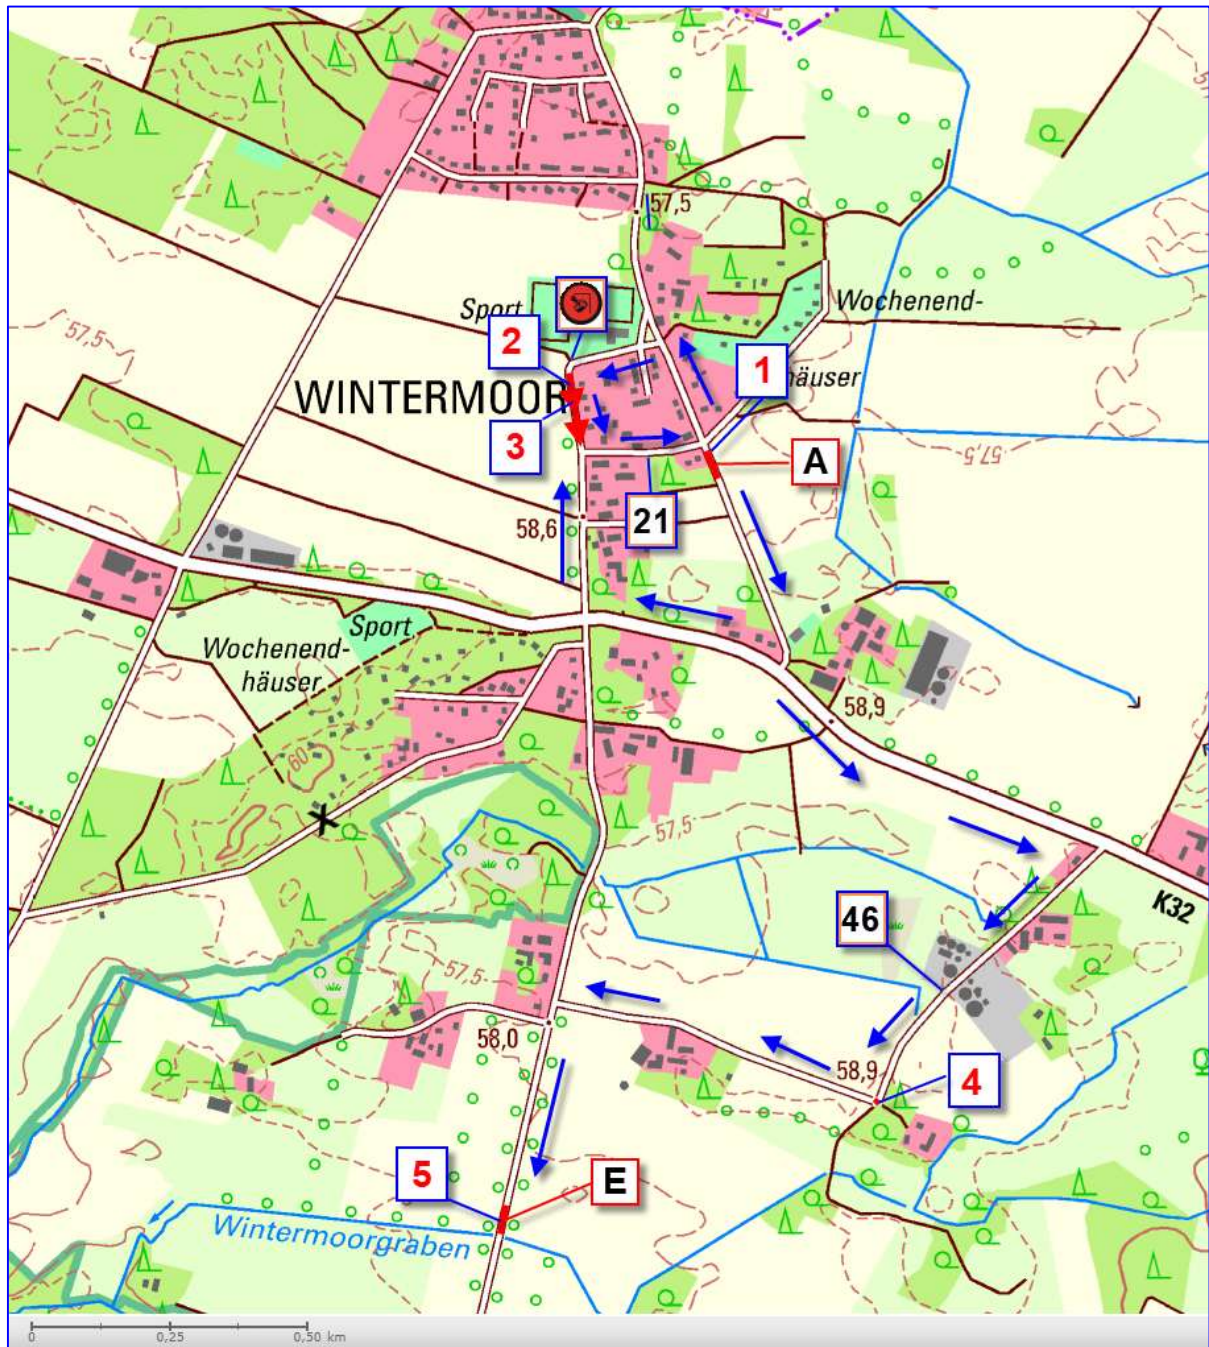 57,5
57,5
Sport
Wochenend-
häuser
2
1
WINTERMOOR
3
A
57,5
21
58,6
Sport
Wochenend-
häuser
58,9
60
57,5
46
K32
57,5
58,0
58,9
4
5
E
Wintermoorgraben
0 0,25 0,50 km